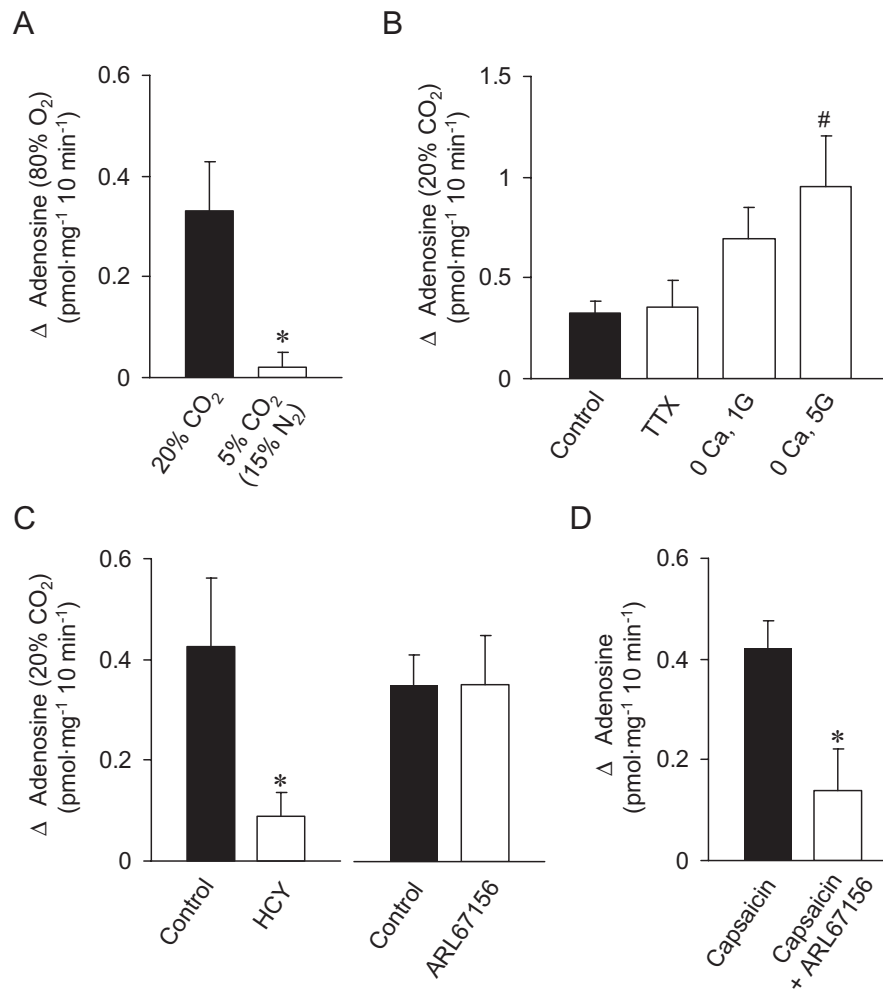 A
Δ Adenosine (80% O₂)
(pmol·mg⁻¹ 10 min⁻¹)
0.6
0.4
0.2
0
*
20% CO₂
5% CO₂
(15% N₂)
B
Δ Adenosine (20% CO₂)
(pmol·mg⁻¹ 10 min⁻¹)
1.5
1
0.5
0
#
Control
TTX
0 Ca, 1G
0 Ca, 5G
C
Δ Adenosine (20% CO₂)
(pmol·mg⁻¹ 10 min⁻¹)
0.6
0.4
0.2
0
*
Control
HCY
Control
ARL67156
D
Δ Adenosine
(pmol·mg⁻¹ 10 min⁻¹)
0.6
0.4
0.2
0
*
Capsaicin
Capsaicin
+ ARL67156